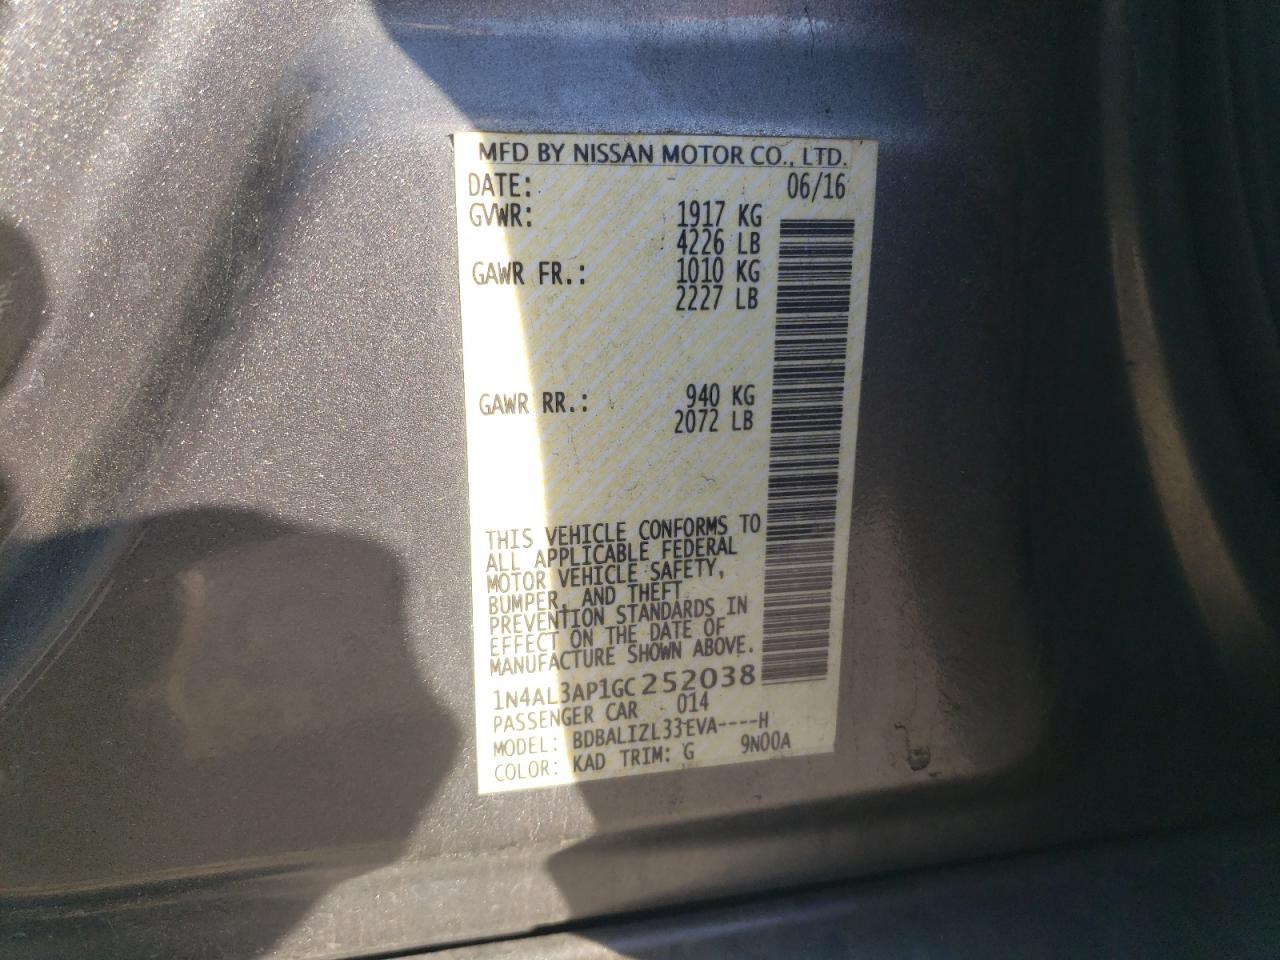 MFD BY NISSAN MOTOR CO., LTD.
DATE: 06/16
GVWR: 1917 KG
4226 LB
GAWR FR.: 1010 KG
2227 LB
GAWR RR.: 940 KG
2072 LB
THIS VEHICLE CONFORMS TO
ALL APPLICABLE FEDERAL
MOTOR VEHICLE SAFETY,
BUMPER, AND THEFT
PREVENTION STANDARDS IN
EFFECT ON THE DATE OF
MANUFACTURE SHOWN ABOVE.
1N4AL3AP1GC252038
PASSENGER CAR 014
MODEL: BDBALIZL33EVA----H
COLOR: KAD TRIM: G 9N00A